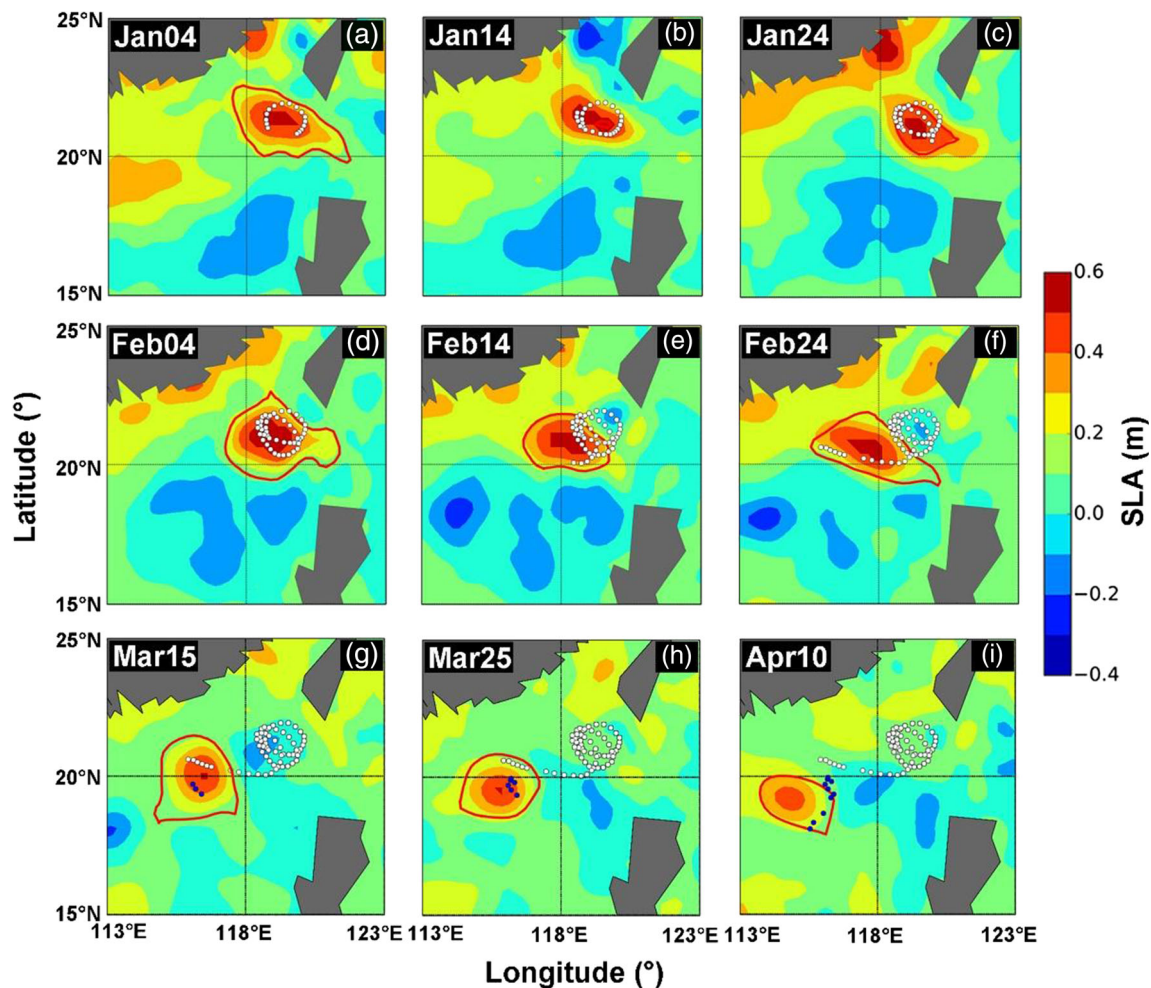 25°N
Jan04 (a)
Jan14 (b)
Jan24 (c)
20°N
15°N
25°N
Feb04 (d)
Feb14 (e)
Feb24 (f)
20°N
15°N
25°N
Mar15 (g)
Mar25 (h)
Apr10 (i)
20°N
15°N
113°E 118°E 123°E
113°E 118°E 123°E
113°E 118°E 123°E
Latitude (°)
Longitude (°)
0.6
0.4
0.2
0.0
−0.2
−0.4
SLA (m)